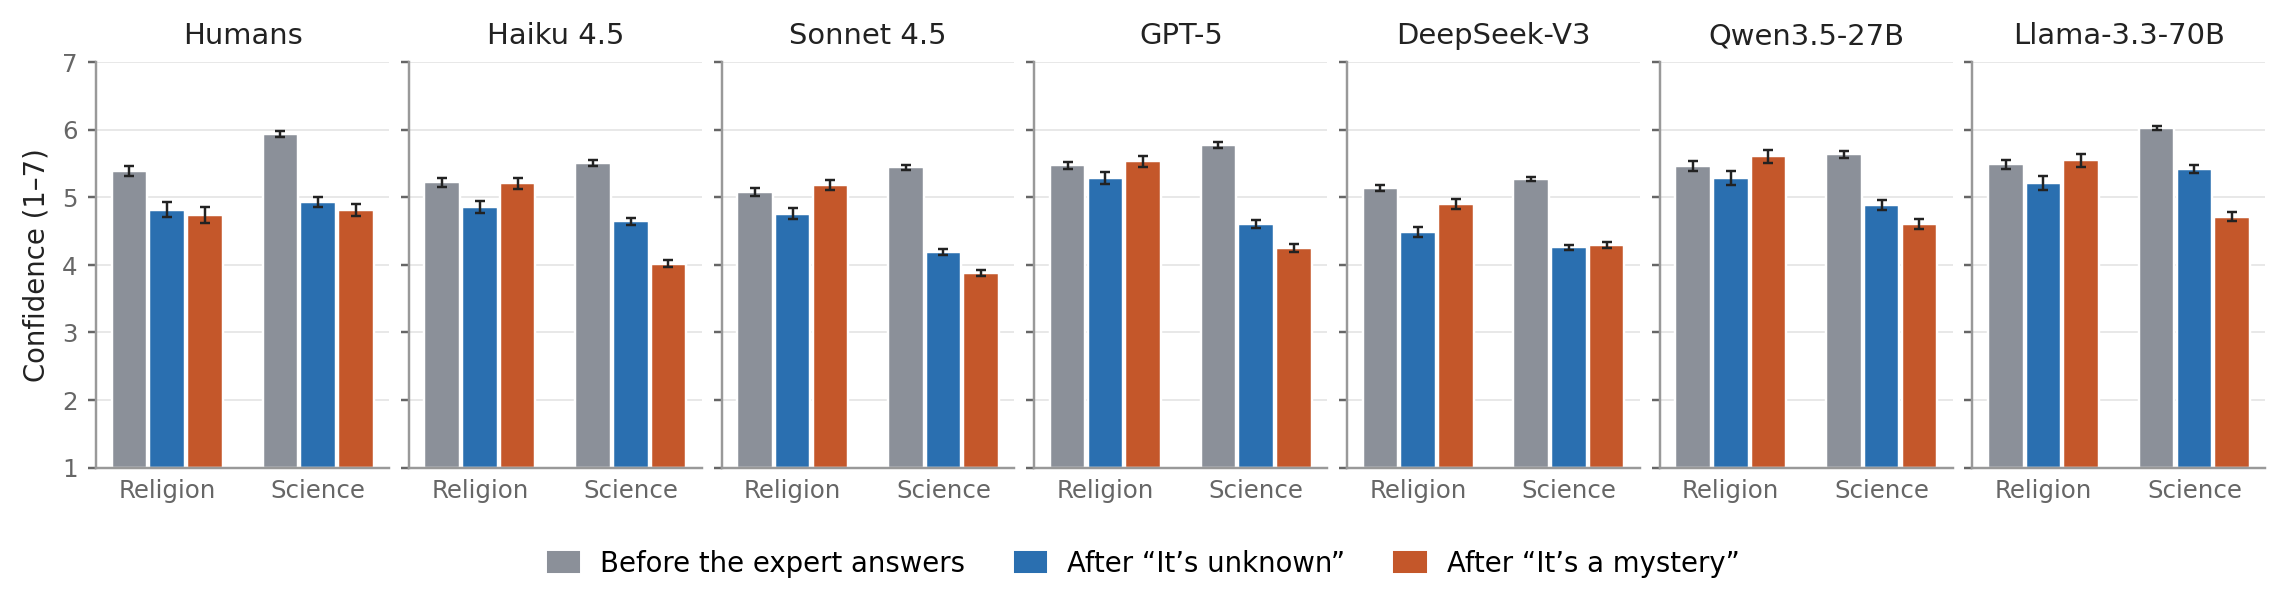 Humans
Haiku 4.5
Sonnet 4.5
GPT-5
DeepSeek-V3
Qwen3.5-27B
Llama-3.3-70B
Confidence (1–7)
7
6
5
4
3
2
1
Religion Science
Religion Science
Religion Science
Religion Science
Religion Science
Religion Science
Religion Science
Before the expert answers
After “It’s unknown”
After “It’s a mystery”